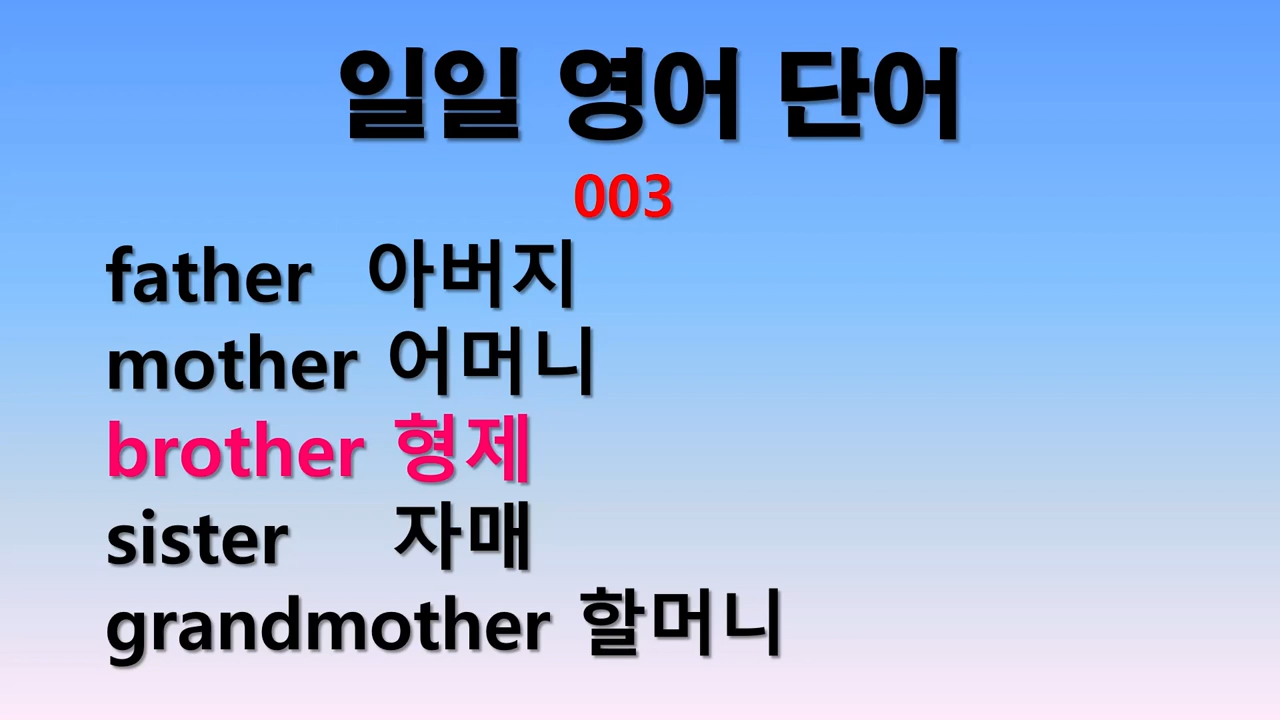 일일 영어 단어
003
father 아버지
mother 어머니
brother 형제
sister 자매
grandmother 할머니